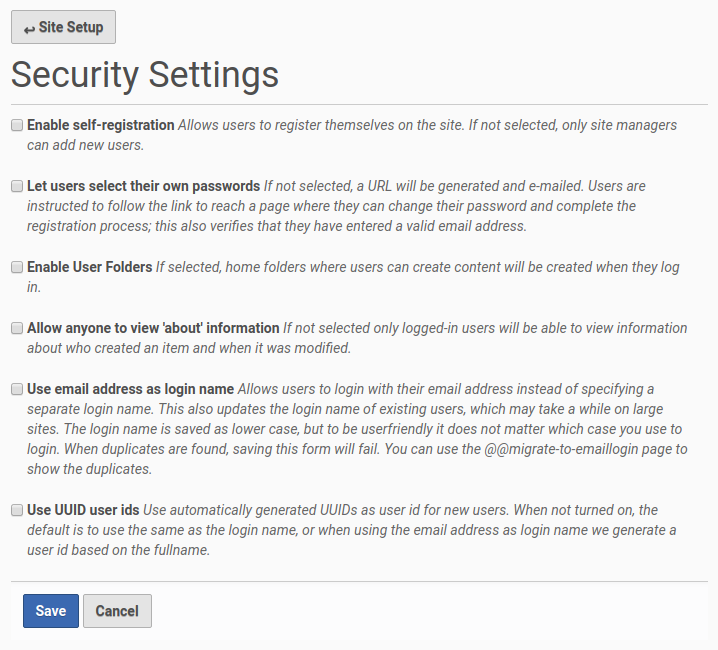 Site Setup
Security Settings
Enable self-registration Allows users to register themselves on the site. If not selected, only site managers
can add new users.
Let users select their own passwords If not selected, a URL will be generated and e-mailed. Users are
instructed to follow the link to reach a page where they can change their password and complete the
registration process; this also verifies that they have entered a valid email address.
Enable User Folders If selected, home folders where users can create content will be created when they log
in.
Allow anyone to view 'about' information If not selected only logged-in users will be able to view information
about who created an item and when it was modified.
Use email address as login name Allows users to login with their email address instead of specifying a
separate login name. This also updates the login name of existing users, which may take a while on large
sites. The login name is saved as lower case, but to be userfriendly it does not matter which case you use to
login. When duplicates are found, saving this form will fail. You can use the @@migrate-to-emaillogin page to
show the duplicates.
Use UUID user ids Use automatically generated UUIDs as user id for new users. When not turned on, the
default is to use the same as the login name, or when using the email address as login name we generate a
user id based on the fullname.
Save Cancel